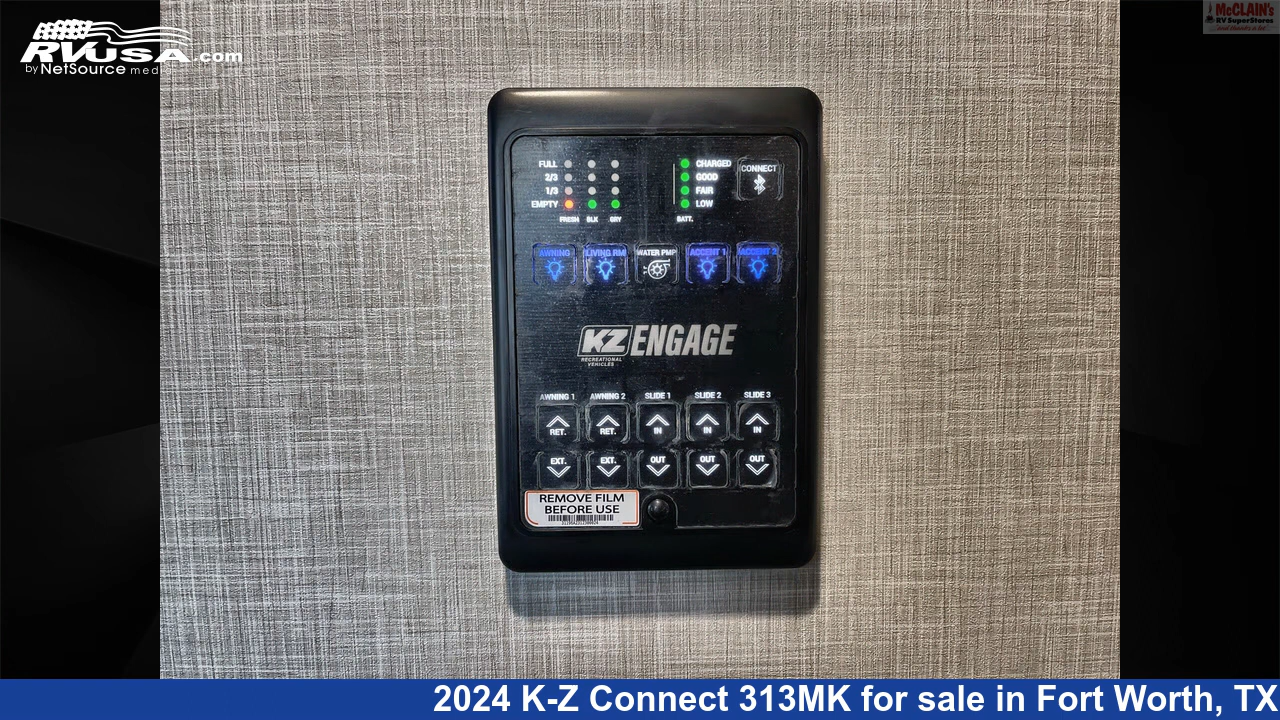 RVUSA.com
by NetSource media
McCLAIN's
RV SuperStores
FULL
2/3
1/3
EMPTY
FRESH BLK GRY
CHARGED
GOOD
FAIR
LOW
BATT.
CONNECT
AWNING LIVING RM WATER PMP ACCENT 1 ACCENT 2
KZ ENGAGE
RECREATIONAL
VEHICLES
AWNING 1 AWNING 2 SLIDE 1 SLIDE 2 SLIDE 3
RET. RET. IN IN IN
EXT. EXT. OUT OUT OUT
REMOVE FILM
BEFORE USE
2024 K-Z Connect 313MK for sale in Fort Worth, TX